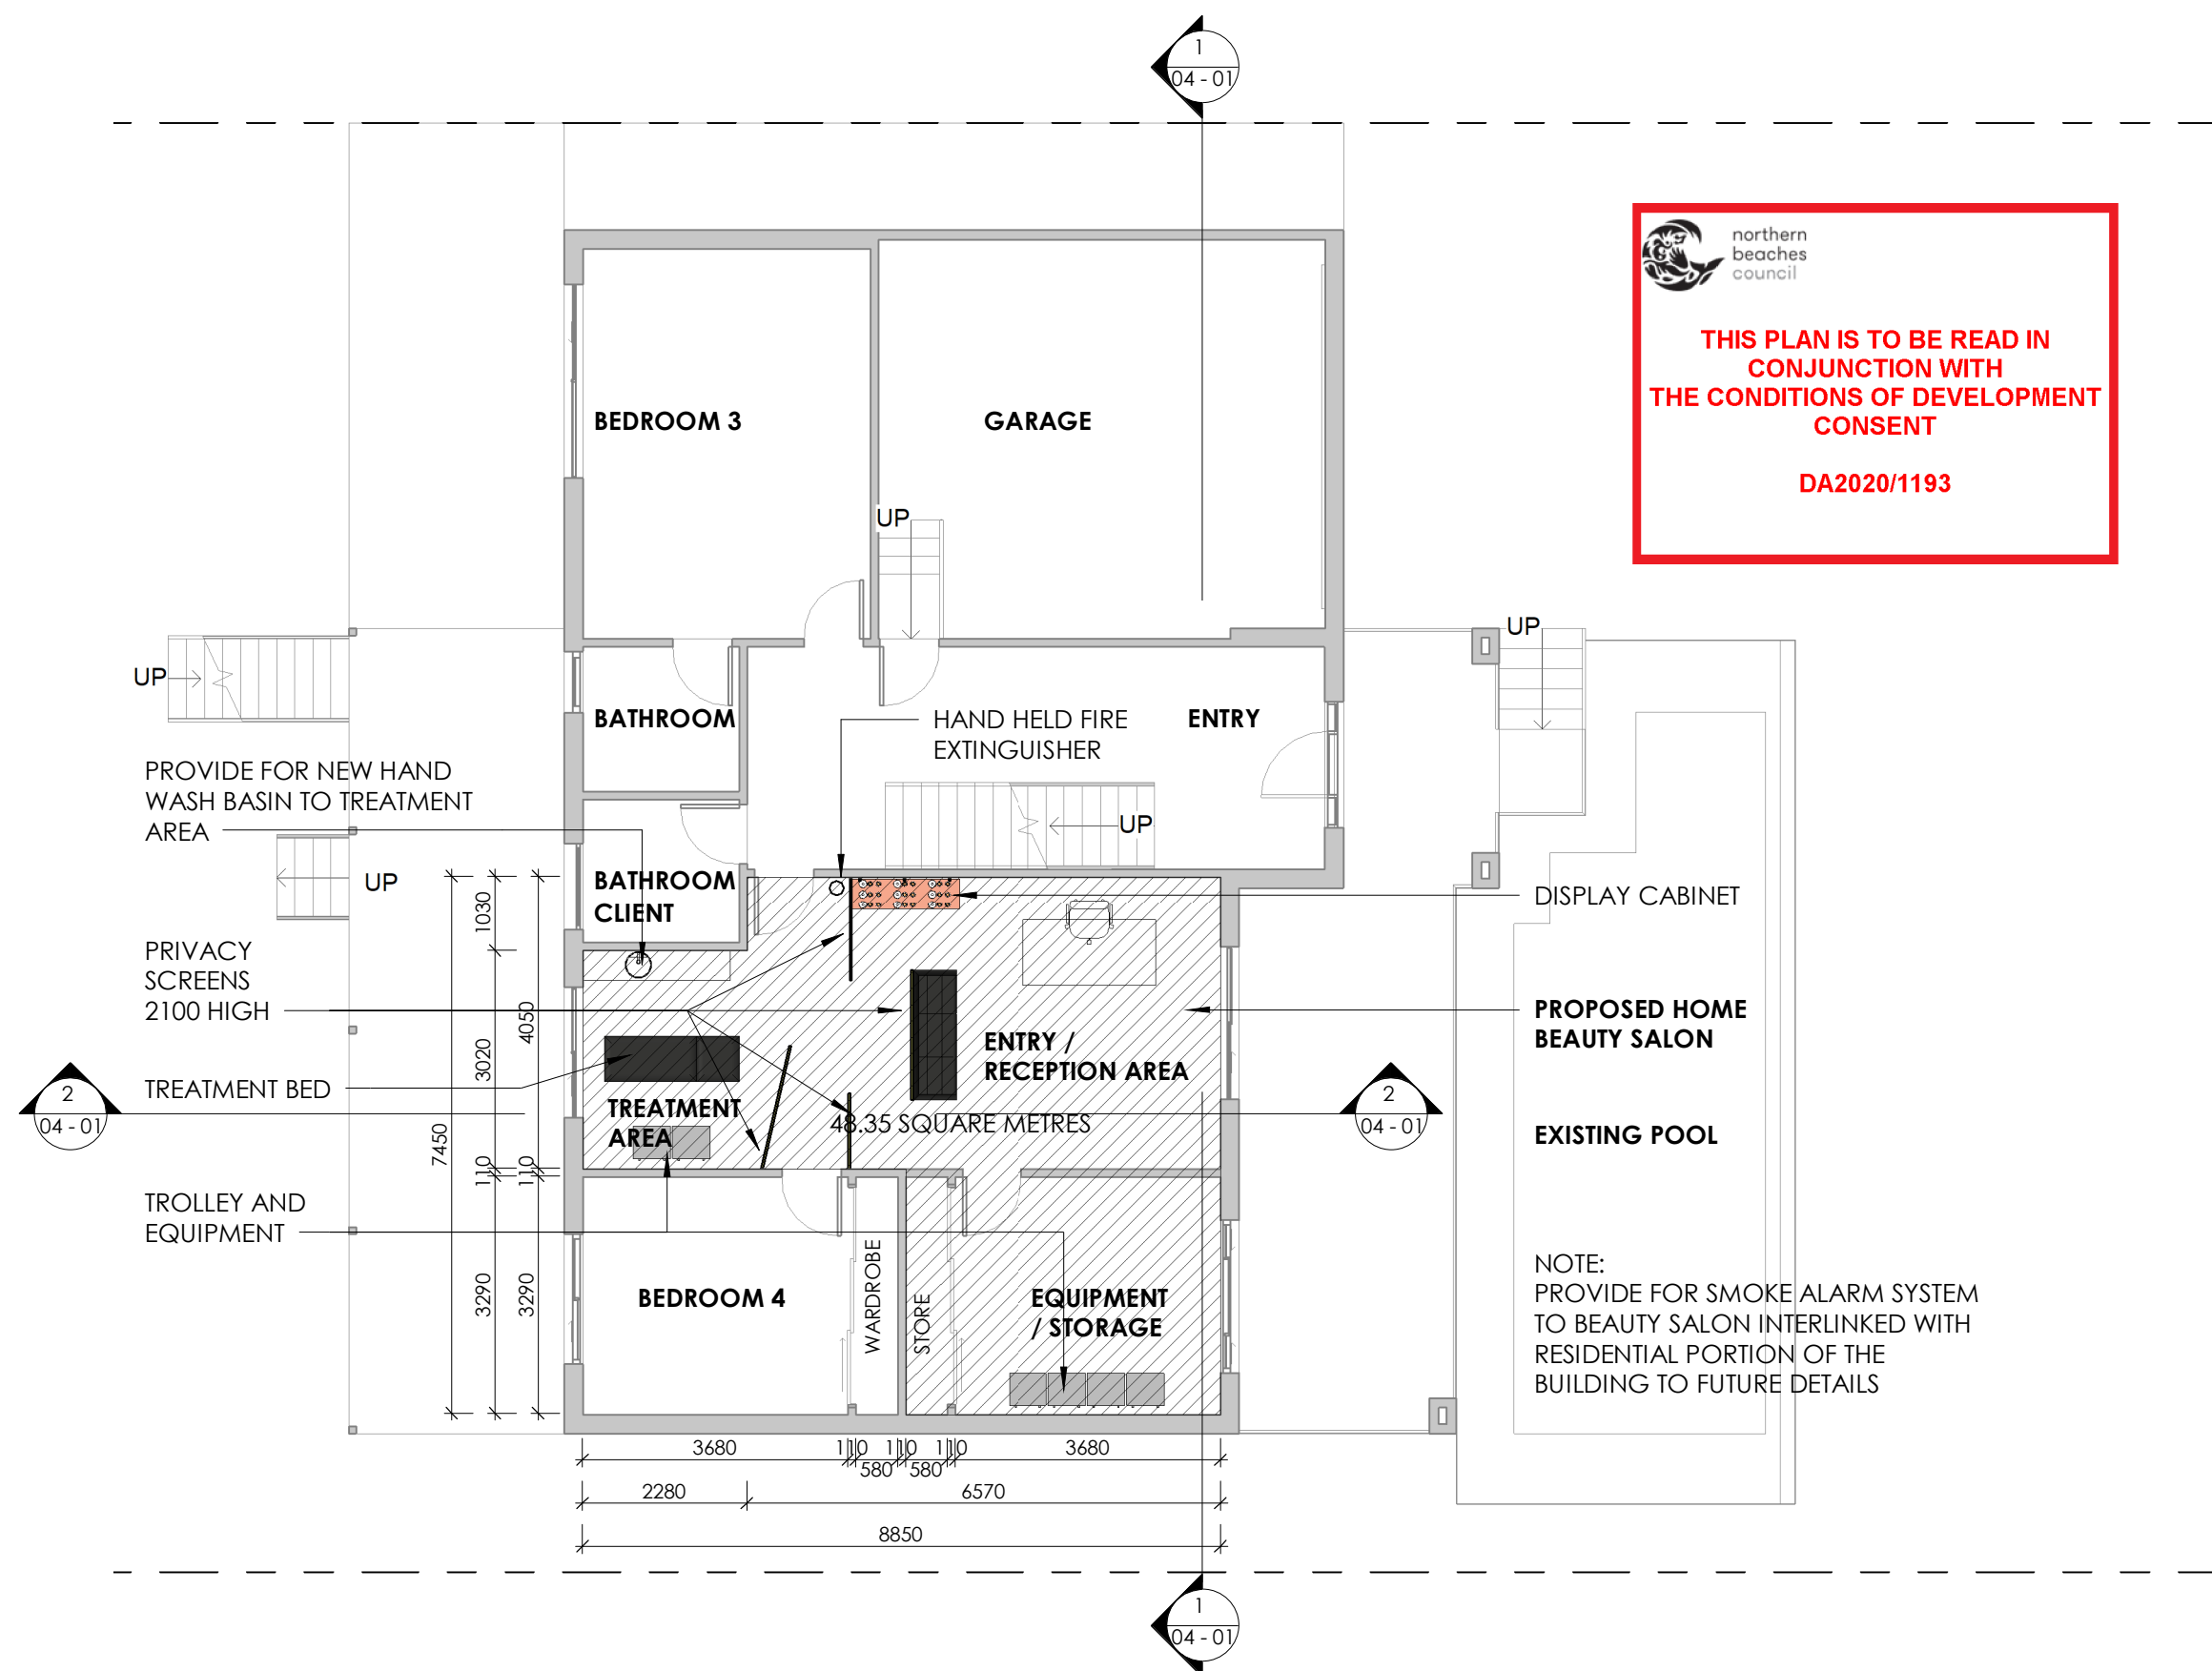 1
04 - 01
northern
beaches
council
THIS PLAN IS TO BE READ IN
CONJUNCTION WITH
THE CONDITIONS OF DEVELOPMENT
CONSENT
DA2020/1193
BEDROOM 3
GARAGE
UP
UP
UP
BATHROOM
HAND HELD FIRE
EXTINGUISHER
ENTRY
PROVIDE FOR NEW HAND
WASH BASIN TO TREATMENT
AREA
UP
UP
BATHROOM
CLIENT
DISPLAY CABINET
1030
PRIVACY
SCREENS
2100 HIGH
4050
3020
PROPOSED HOME
BEAUTY SALON
ENTRY /
RECEPTION AREA
TREATMENT BED
2
04 - 01
TREATMENT
AREA
48.35 SQUARE METRES
2
04 - 01
EXISTING POOL
7450
110
110
TROLLEY AND
EQUIPMENT
BEDROOM 4
WARDROBE
STORE
EQUIPMENT
/ STORAGE
3290
3290
NOTE:
PROVIDE FOR SMOKE ALARM SYSTEM
TO BEAUTY SALON INTERLINKED WITH
RESIDENTIAL PORTION OF THE
BUILDING TO FUTURE DETAILS
3680
110
110
110
3680
580
580
2280
6570
8850
1
04 - 01